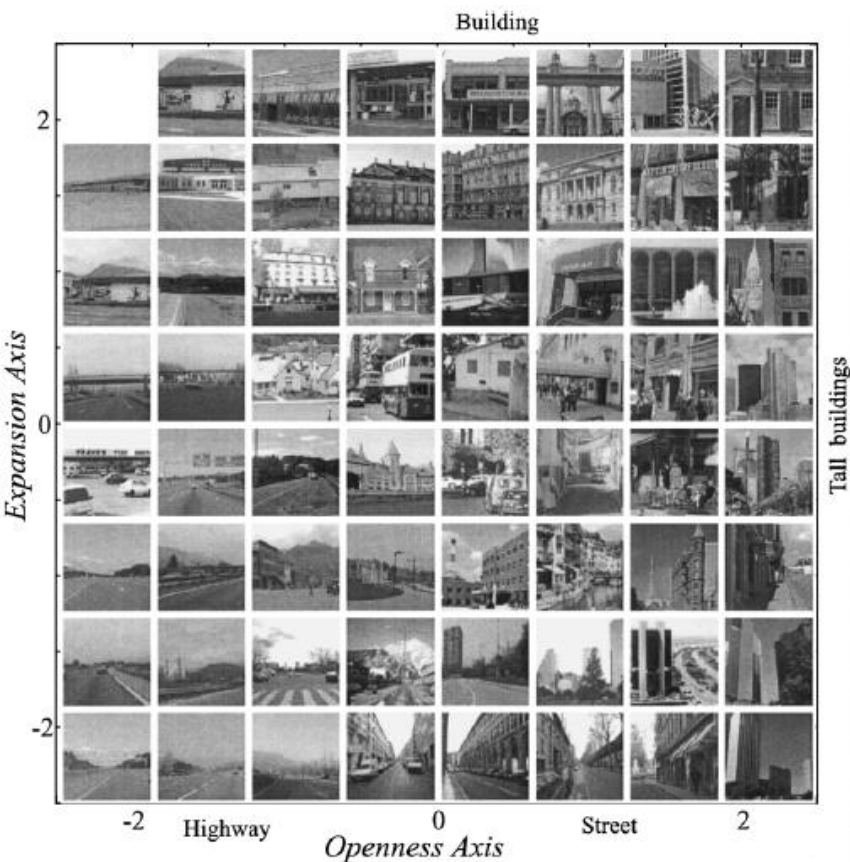 Building
2
0
-2
Expansion Axis
Tall buildings
-2
0
2
Highway
Street
Openness Axis